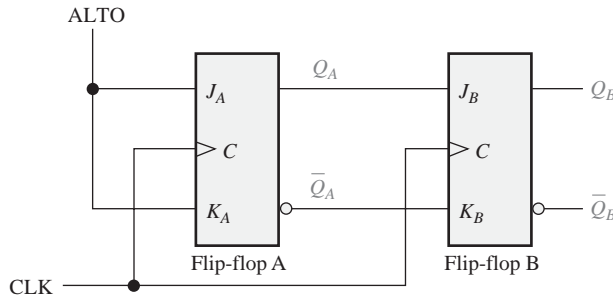 ALTO
Q_A
J_A
J_B
Q_B
C
C
Q̅_A
Q̅_B
K_A
K_B
Flip-flop A
Flip-flop B
CLK